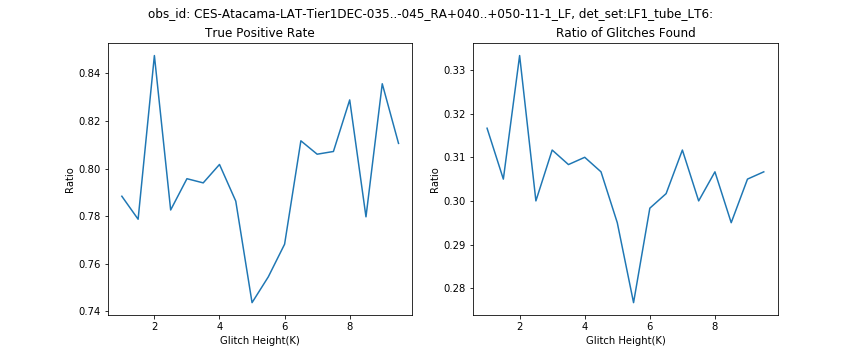 obs_id: CES-Atacama-LAT-Tier1DEC-035..-045_RA+040..+050-11-1_LF, det_set:LF1_tube_LT6:
True Positive Rate
0.84
0.82
0.80
0.78
0.76
0.74
Ratio
2 4 6 8
Glitch Height(K)
Ratio of Glitches Found
0.33
0.32
0.31
0.30
0.29
0.28
Ratio
2 4 6 8
Glitch Height(K)